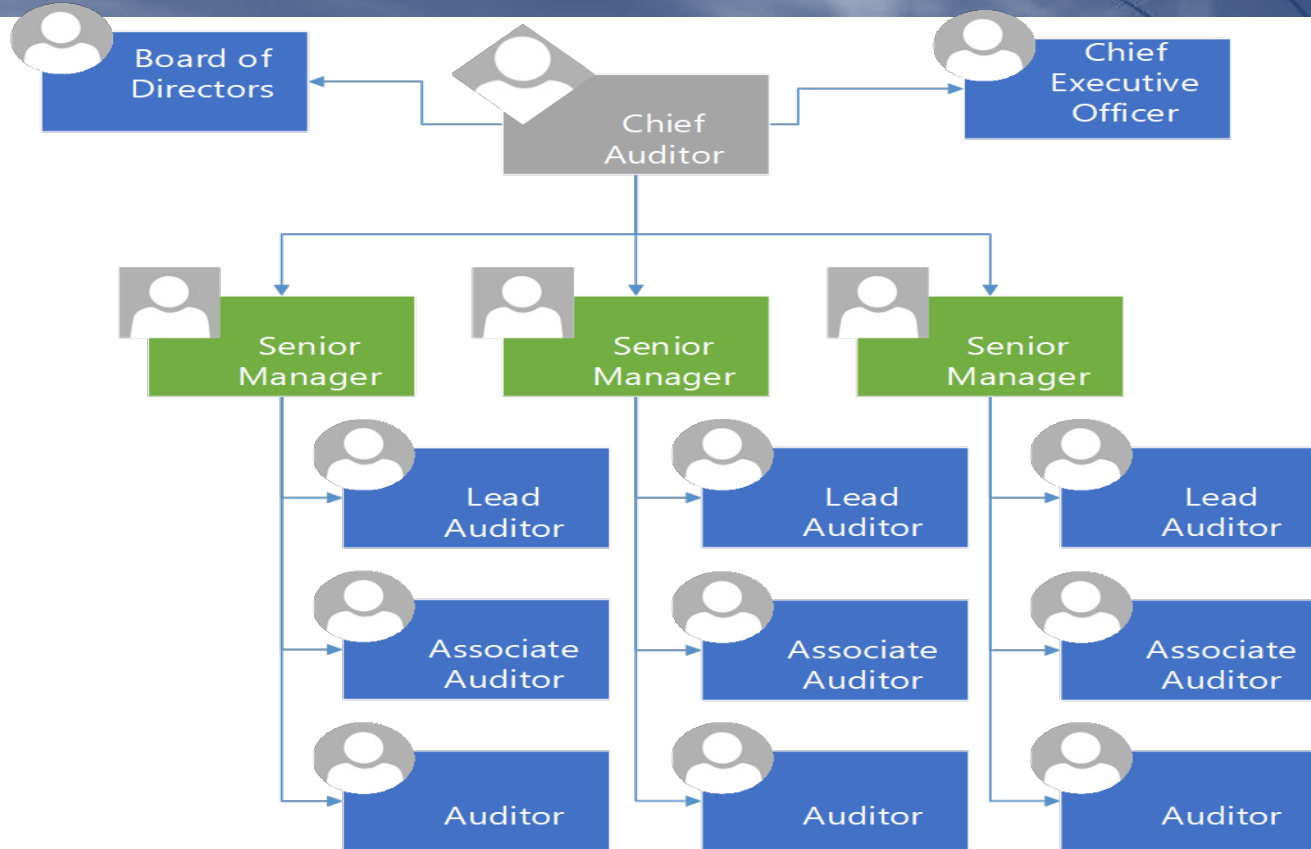 Board of
Directors
Chief
Auditor
Chief
Executive
Officer
Senior
Manager
Senior
Manager
Senior
Manager
Lead
Auditor
Lead
Auditor
Lead
Auditor
Associate
Auditor
Associate
Auditor
Associate
Auditor
Auditor
Auditor
Auditor